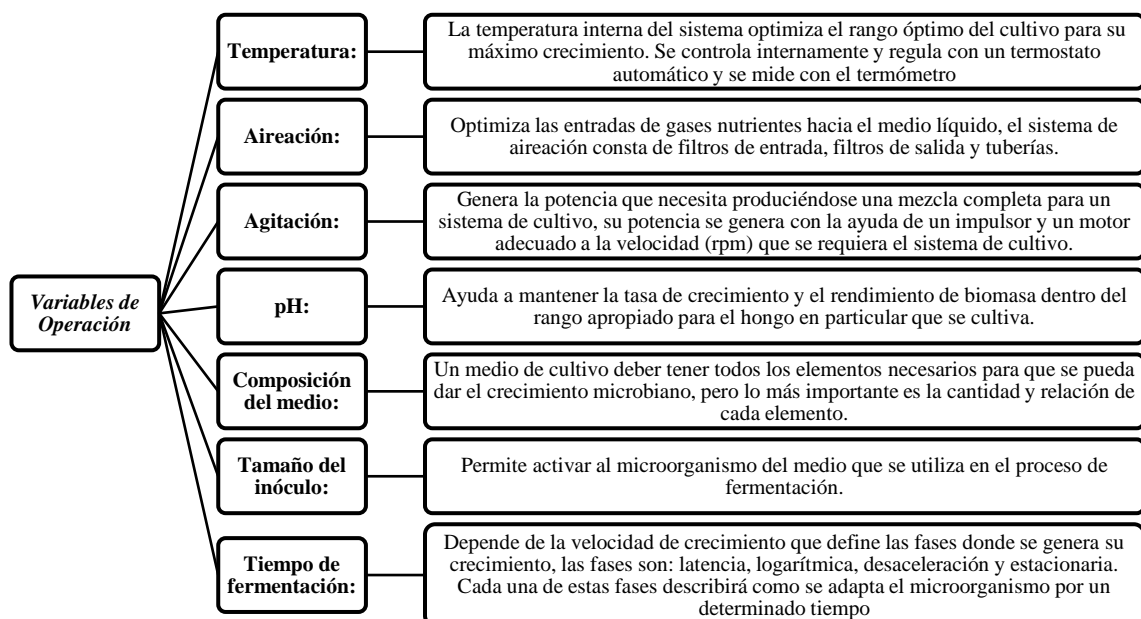 Temperatura:
La temperatura interna del sistema optimiza el rango óptimo del cultivo para su
máximo crecimiento. Se controla internamente y regula con un termostato
automático y se mide con el termómetro
Aireación:
Optimiza las entradas de gases nutrientes hacia el medio líquido, el sistema de
aireación consta de filtros de entrada, filtros de salida y tuberías.
Agitación:
Genera la potencia que necesita produciéndose una mezcla completa para un
sistema de cultivo, su potencia se genera con la ayuda de un impulsor y un motor
adecuado a la velocidad (rpm) que se requiera el sistema de cultivo.
Variables de
Operación
pH:
Ayuda a mantener la tasa de crecimiento y el rendimiento de biomasa dentro del
rango apropiado para el hongo en particular que se cultiva.
Composición
del medio:
Un medio de cultivo deber tener todos los elementos necesarios para que se pueda
dar el crecimiento microbiano, pero lo más importante es la cantidad y relación de
cada elemento.
Tamaño del
inóculo:
Permite activar al microorganismo del medio que se utiliza en el proceso de
fermentación.
Tiempo de
fermentación:
Depende de la velocidad de crecimiento que define las fases donde se genera su
crecimiento, las fases son: latencia, logarítmica, desaceleración y estacionaria.
Cada una de estas fases describirá como se adapta el microorganismo por un
determinado tiempo